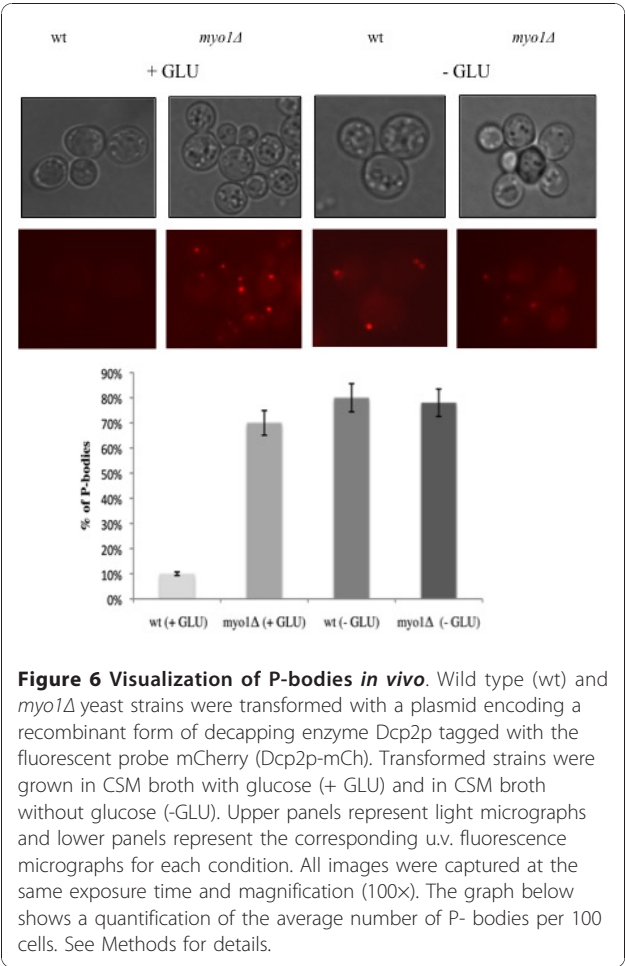 wt myo1Δ wt myo1Δ
+ GLU - GLU
90%
80%
70%
60%
50%
40%
30%
20%
10%
0%
% of P-bodies
wt (+ GLU) myo1Δ (+ GLU) wt (- GLU) myo1Δ (- GLU)
Figure 6 Visualization of P-bodies in vivo. Wild type (wt) and
myo1Δ yeast strains were transformed with a plasmid encoding a
recombinant form of decapping enzyme Dcp2p tagged with the
fluorescent probe mCherry (Dcp2p-mCh). Transformed strains were
grown in CSM broth with glucose (+ GLU) and in CSM broth
without glucose (-GLU). Upper panels represent light micrographs
and lower panels represent the corresponding u.v. fluorescence
micrographs for each condition. All images were captured at the
same exposure time and magnification (100×). The graph below
shows a quantification of the average number of P- bodies per 100
cells. See Methods for details.